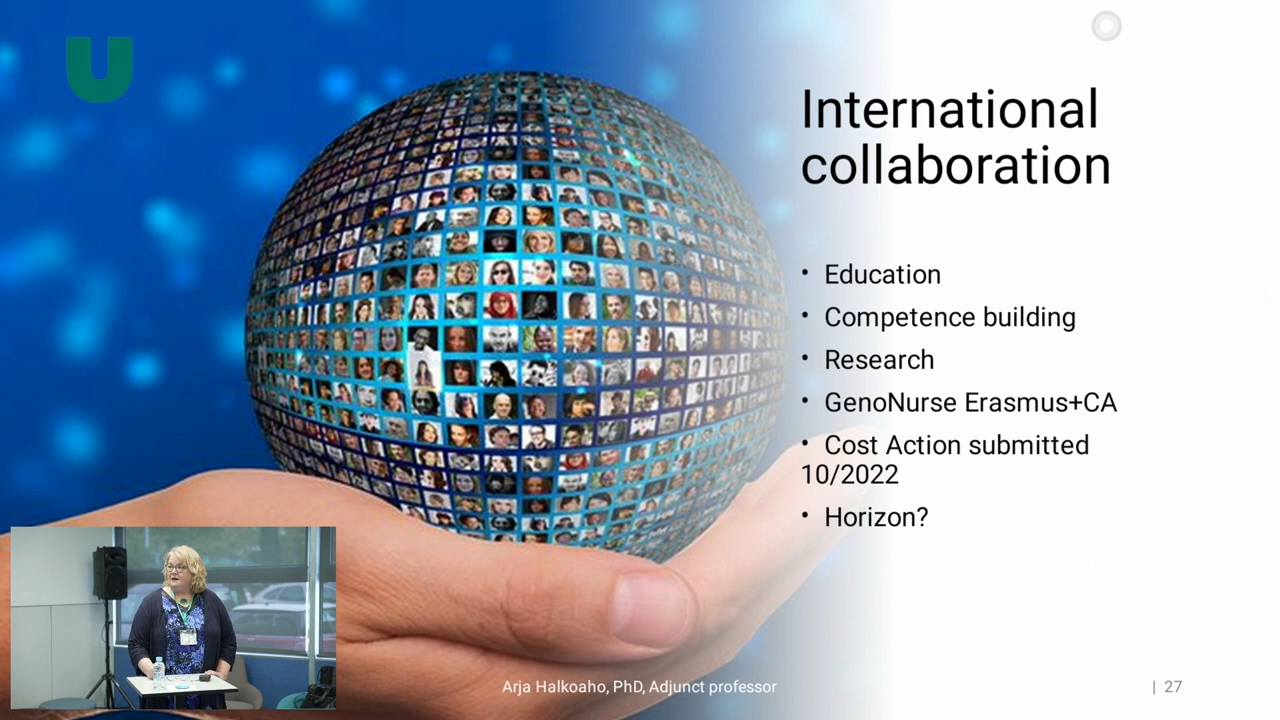 U
International
collaboration
• Education
• Competence building
• Research
• GenoNurse Erasmus+CA
• Cost Action submitted
10/2022
• Horizon?
Arja Halkoaho, PhD, Adjunct professor
| 27